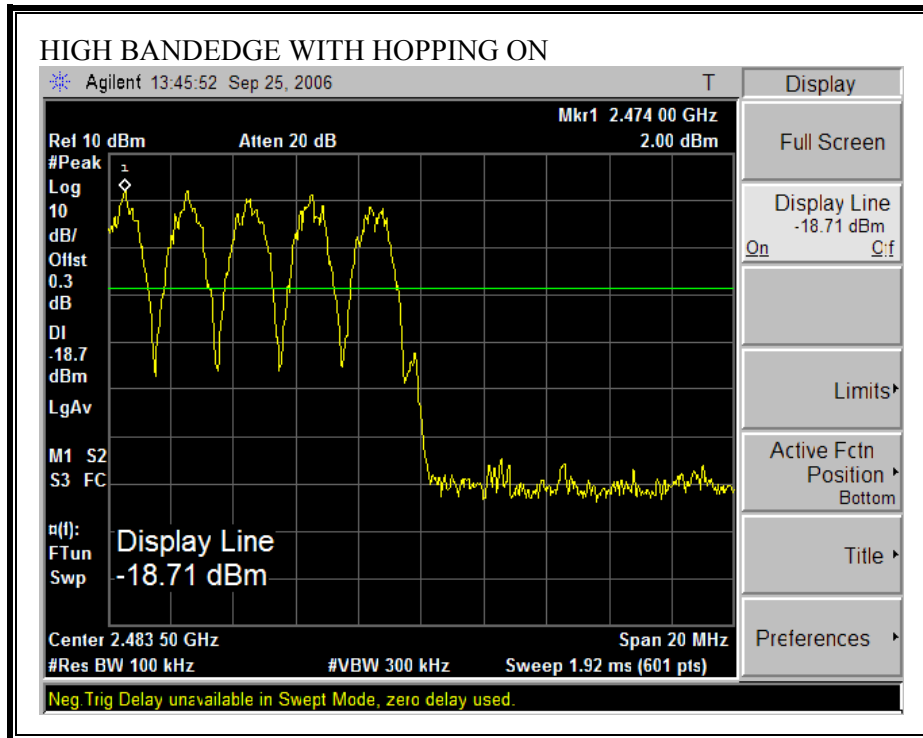 HIGH BANDEDGE WITH HOPPING ON
Agilent 13:45:52 Sep 25, 2006 T
Display
Mkr1 2.474 00 GHz
Ref 10 dBm Atten 20 dB 2.00 dBm
Full Screen
#Peak
1
Log
10
dB/
Offst
0.3
dB
Display Line
-18.71 dBm
On Off
DI
-18.7
dBm
LgAv
Limits
M1 S2
S3 FC
Active Fctn
Position
Bottom
¤(f):
FTun
Swp
Display Line
-18.71 dBm
Title
Center 2.483 50 GHz Span 20 MHz
#Res BW 100 kHz #VBW 300 kHz Sweep 1.92 ms (601 pts)
Preferences
Neg.Trig Delay unavailable in Swept Mode, zero delay used.